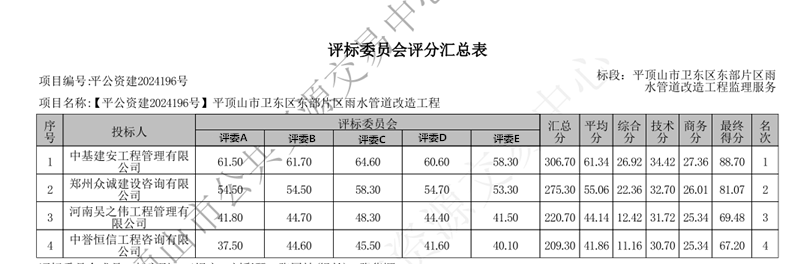 评标委员会评分汇总表
项目编号:平公资建2024196号
标段：平顶山市卫东区东部片区雨
水管道改造工程监理服务
项目名称:【平公资建2024196号】平顶山市卫东区东部片区雨水管道改造工程
序号 投标人 评标委员会 汇总分 平均分 综合分 技术分 商务分 最终得分 名次
评委A 评委B 评委C 评委D 评委E
1 中基建安工程管理有限公司 61.50 61.70 64.60 60.60 58.30 306.70 61.34 26.92 34.42 27.36 88.70 1
2 郑州众诚建设咨询有限公司 54.50 54.50 58.30 54.70 53.30 275.30 55.06 22.36 32.70 26.01 81.07 2
3 河南吴之伟工程管理有限公司 41.80 44.70 48.30 44.40 41.50 220.70 44.14 12.42 31.72 25.34 69.48 3
4 中誉恒信工程咨询有限公司 37.50 44.60 45.50 41.60 40.10 209.30 41.86 11.16 30.70 25.34 67.20 4